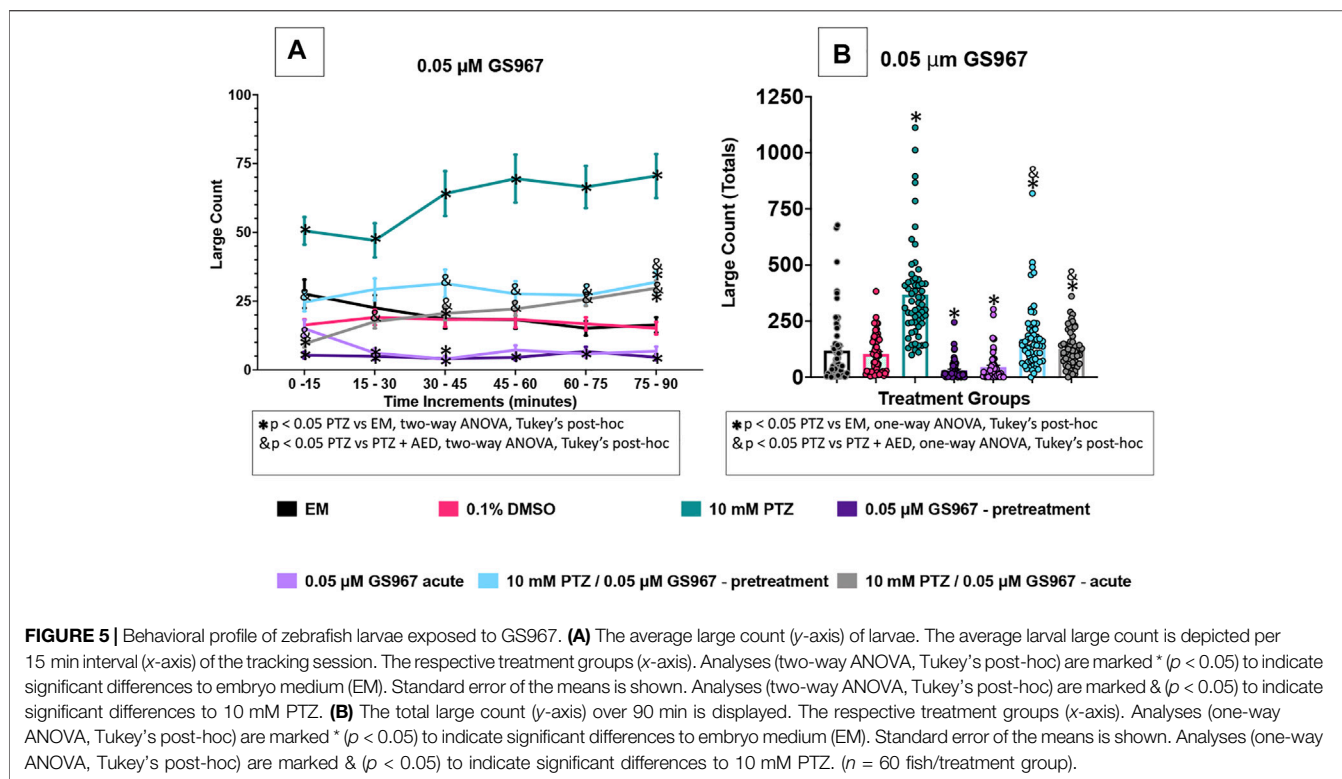 A
0.05 µM GS967
Large Count
100
75
50
25
0
0 -15
15 - 30
30 - 45
45 - 60
60 - 75
75 - 90
Time Increments (minutes)
✱p < 0.05 PTZ vs EM, two-way ANOVA, Tukey's post-hoc
& p < 0.05 PTZ vs PTZ + AED, two-way ANOVA, Tukey's post-hoc
B
0.05 µm GS967
Large Count (Totals)
1250
1000
750
500
250
0
Treatment Groups
✱ p < 0.05 PTZ vs EM, one-way ANOVA, Tukey's post-hoc
& p < 0.05 PTZ vs PTZ + AED, one-way ANOVA, Tukey's post-hoc
EM
0.1% DMSO
10 mM PTZ
0.05 µM GS967 - pretreatment
0.05 µM GS967 acute
10 mM PTZ / 0.05 µM GS967 - pretreatment
10 mM PTZ / 0.05 µM GS967 - acute
FIGURE 5 | Behavioral profile of zebrafish larvae exposed to GS967. (A) The average large count (y-axis) of larvae. The average larval large count is depicted per
15 min interval (x-axis) of the tracking session. The respective treatment groups (x-axis). Analyses (two-way ANOVA, Tukey's post-hoc) are marked * (p < 0.05) to indicate
significant differences to embryo medium (EM). Standard error of the means is shown. Analyses (two-way ANOVA, Tukey's post-hoc) are marked & (p < 0.05) to indicate
significant differences to 10 mM PTZ. (B) The total large count (y-axis) over 90 min is displayed. The respective treatment groups (x-axis). Analyses (one-way
ANOVA, Tukey's post-hoc) are marked * (p < 0.05) to indicate significant differences to embryo medium (EM). Standard error of the means is shown. Analyses (one-way
ANOVA, Tukey's post-hoc) are marked & (p < 0.05) to indicate significant differences to 10 mM PTZ. (n = 60 fish/treatment group).